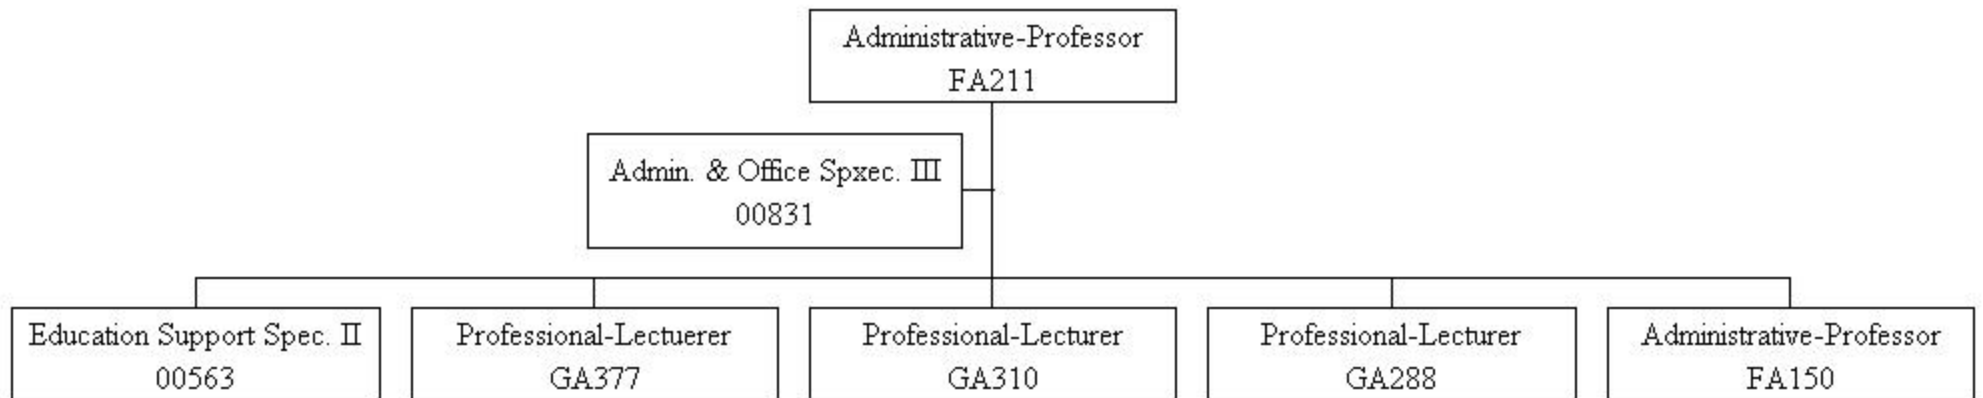 Administrative-Professor
FA211
Admin. & Office Spxec. III
00831
Education Support Spec. II
00563
Professional-Lectuerer
GA377
Professional-Lecturer
GA310
Professional-Lecturer
GA288
Administrative-Professor
FA150